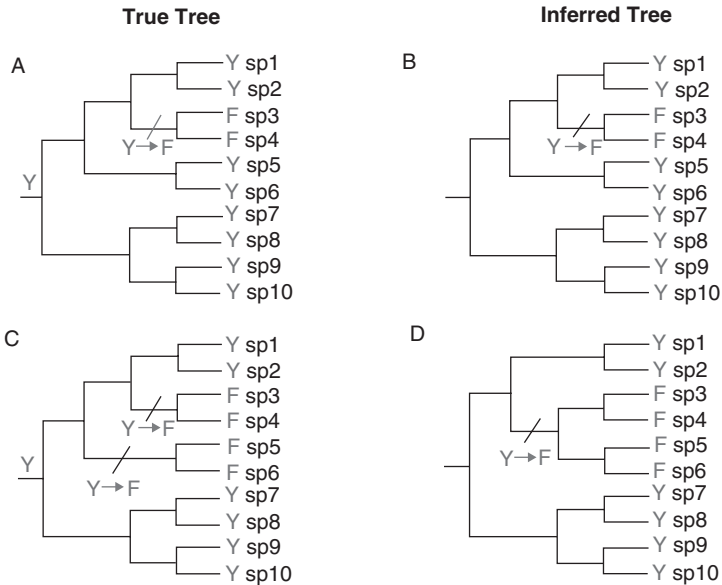 True Tree
Inferred Tree
A
Y sp1
Y sp2
F sp3
F sp4
Y→F
Y sp5
Y sp6
Y
Y sp7
Y sp8
Y sp9
Y sp10
B
Y sp1
Y sp2
F sp3
F sp4
Y→F
Y sp5
Y sp6
Y sp7
Y sp8
Y sp9
Y sp10
C
Y sp1
Y sp2
F sp3
F sp4
Y→F
F sp5
F sp6
Y
Y→F
Y sp7
Y sp8
Y sp9
Y sp10
D
Y sp1
Y sp2
F sp3
F sp4
F sp5
Y→F
F sp6
Y sp7
Y sp8
Y sp9
Y sp10